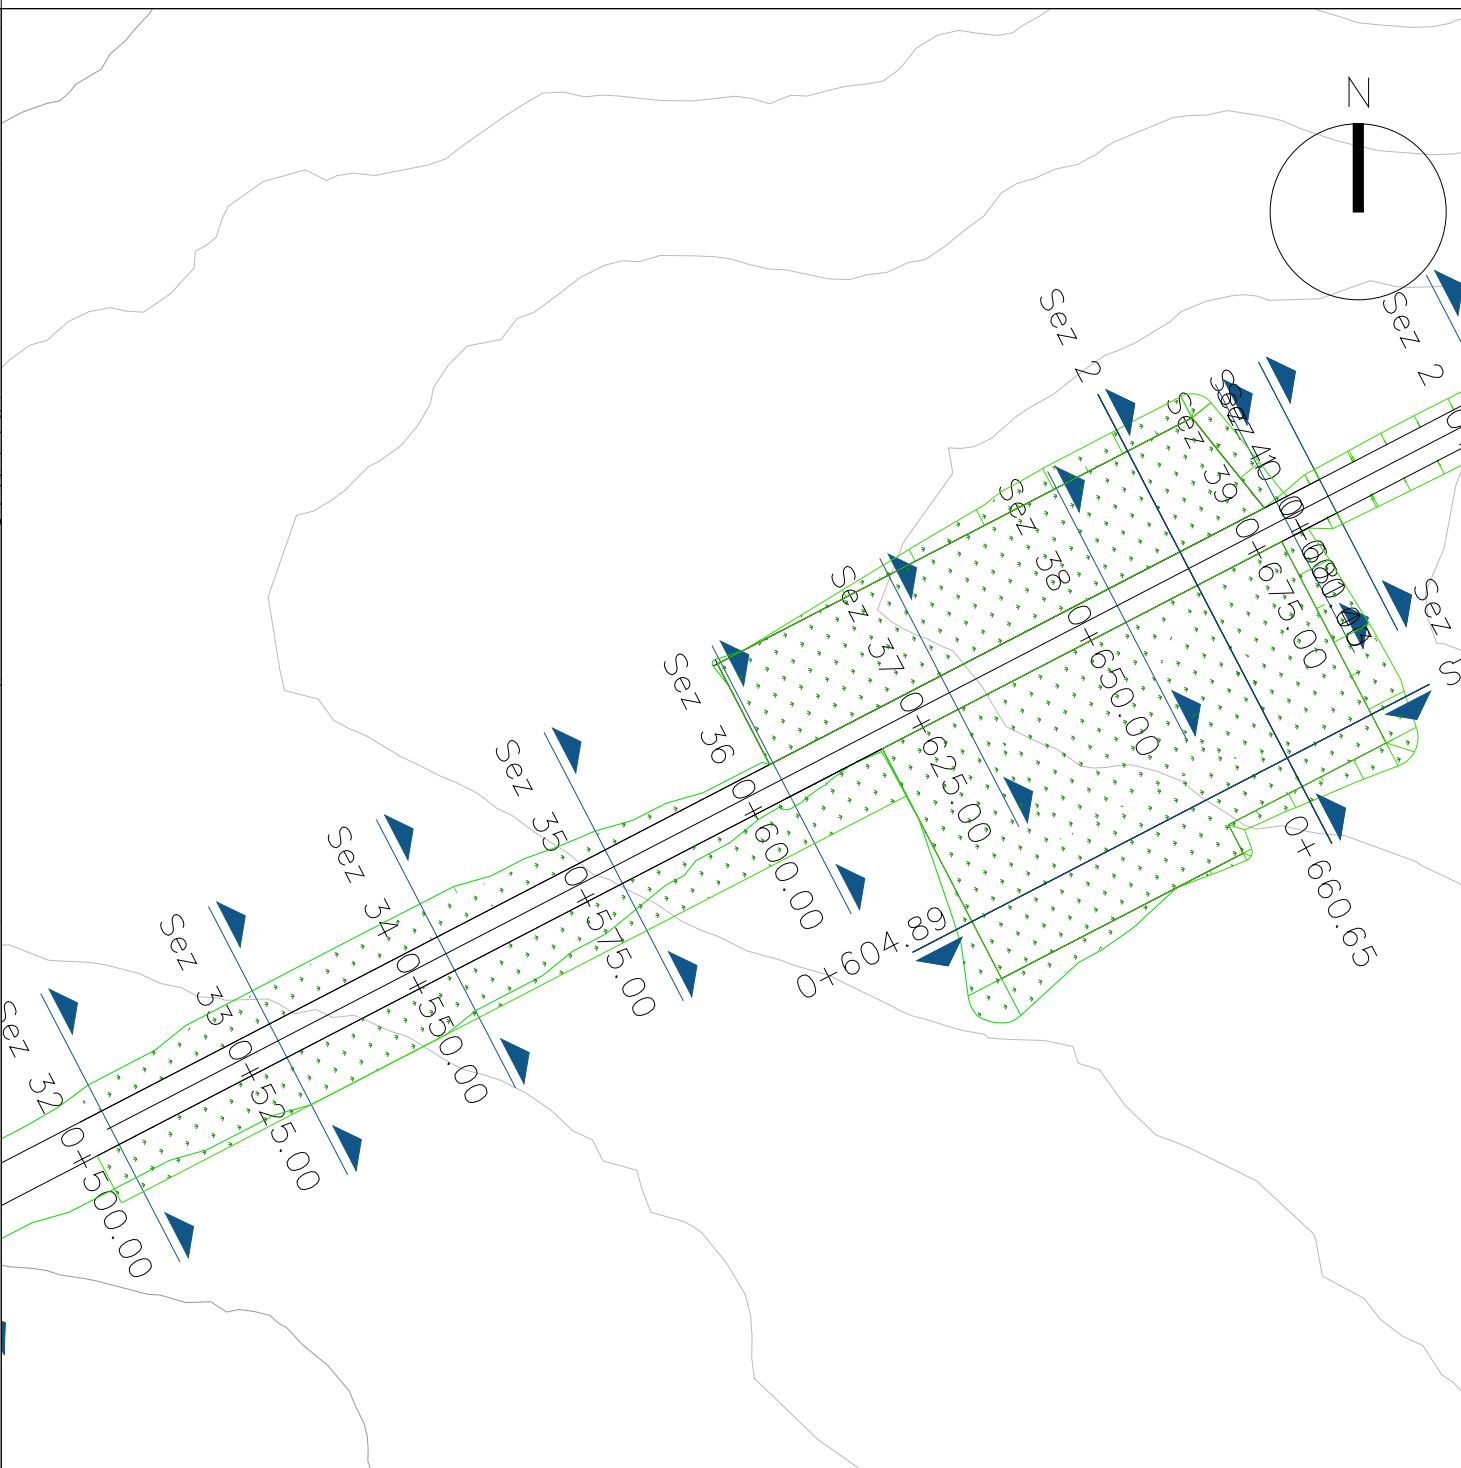 N
Sez 2
Sez 2
Sez 40
Sez 39
Sez 38
Sez 37
Sez 36
Sez 35
Sez 34
Sez 33
Sez 32
Sez
0+675.00
0+650.00
0+625.00
0+600.00
0+575.00
0+550.00
0+525.00
0+500.00
0+604.89
0+660.65